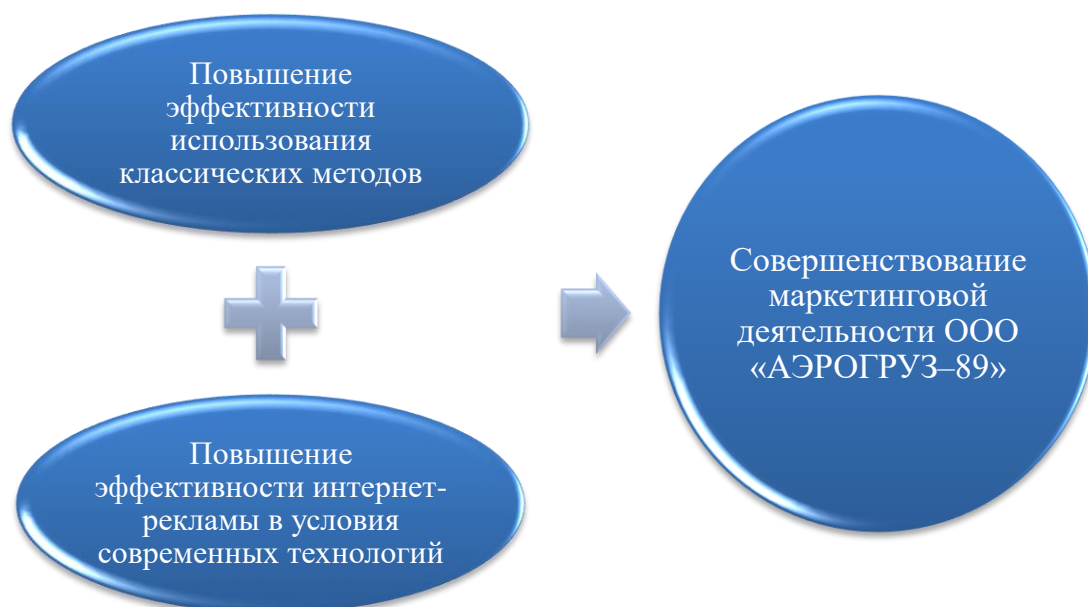 Повышение
эффективности
использования
классических методов
Повышение
эффективности интернет-
рекламы в условия
современных технологий
Совершенствование
маркетинговой
деятельности ООО
«АЭРОГРУЗ–89»